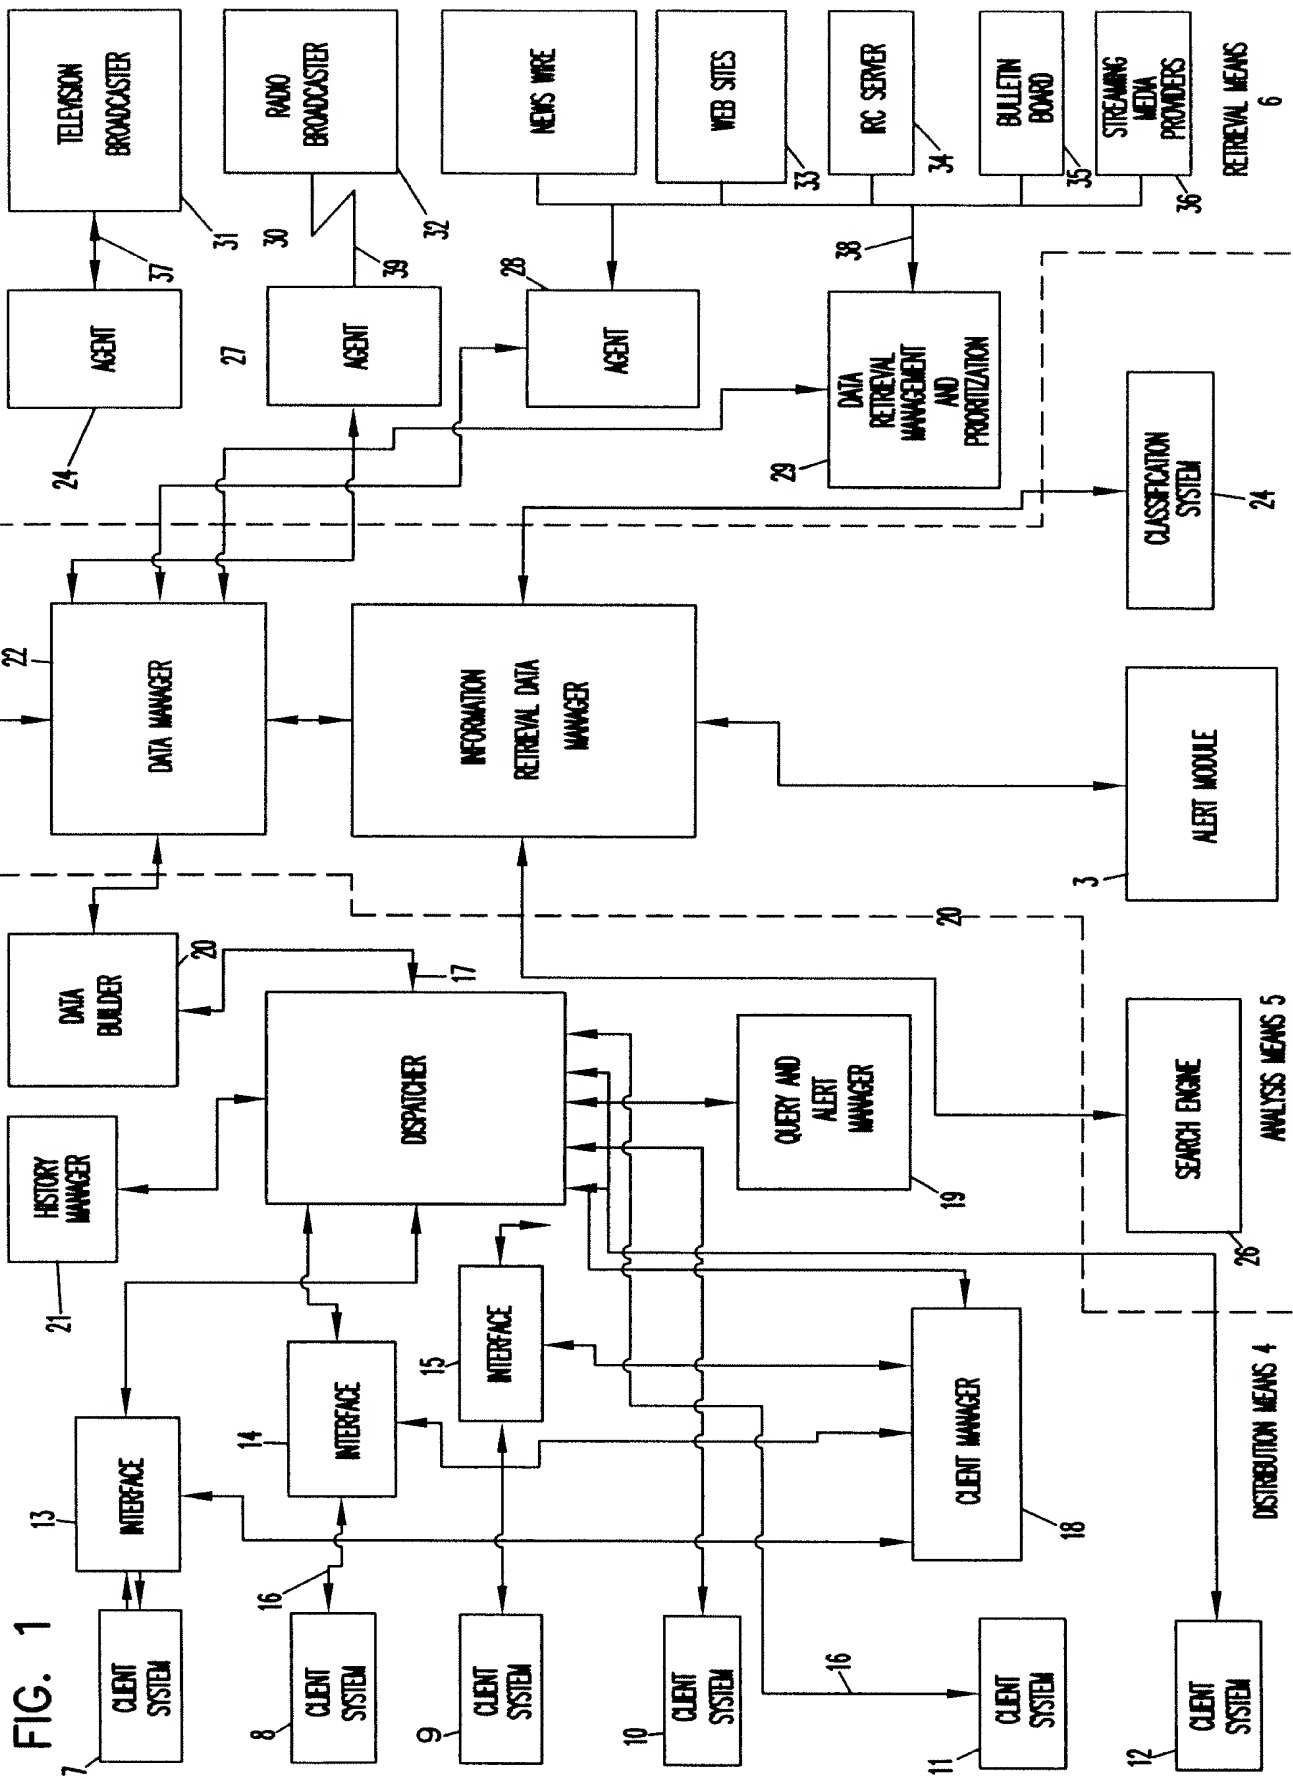 FIG. 1
7
CLIENT
SYSTEM
13
INTERFACE
21
HISTORY
MANAGER
DATA
BUILDER
20
22
DATA MANAGER
24
AGENT
37
TELEVISION
BROADCASTER
31
8
CLIENT
SYSTEM
16
14
INTERFACE
DISPATCHER
17
27
AGENT
39
30
RADIO
BROADCASTER
32
9
CLIENT
SYSTEM
15
INTERFACE
INFORMATION
RETRIEVAL DATA
MANAGER
28
AGENT
NEWS WIRE
10
CLIENT
SYSTEM
QUERY AND
ALERT
MANAGER
19
WEB SITES
33
11
CLIENT
SYSTEM
16
CLIENT MANAGER
18
20
29
DATA
RETRIEVAL
MANAGEMENT
AND
PRIORITIZATION
38
IRC SERVER
34
BULLETIN
BOARD
35
12
CLIENT
SYSTEM
SEARCH ENGINE
26
3
ALERT MODULE
CLASSIFICATION
SYSTEM
24
STREAMING
MEDIA
PROVIDERS
36
DISTRIBUTION MEANS 4
ANALYSIS MEANS 5
RETRIEVAL MEANS
6